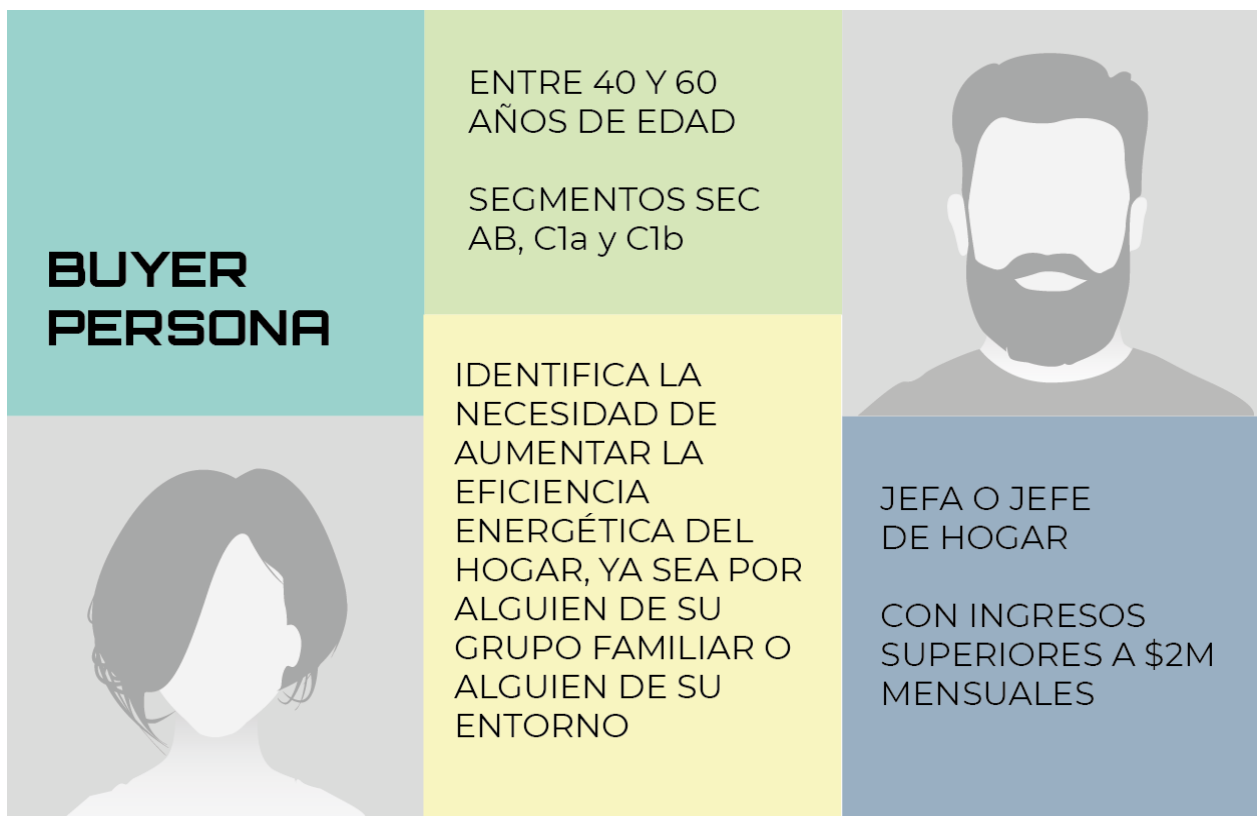 BUYER
PERSONA
ENTRE 40 Y 60
AÑOS DE EDAD
SEGMENTOS SEC
AB, C1a y C1b
IDENTIFICA LA
NECESIDAD DE
AUMENTAR LA
EFICIENCIA
ENERGÉTICA DEL
HOGAR, YA SEA POR
ALGUIEN DE SU
GRUPO FAMILIAR O
ALGUIEN DE SU
ENTORNO
JEFA O JEFE
DE HOGAR
CON INGRESOS
SUPERIORES A $2M
MENSUALES